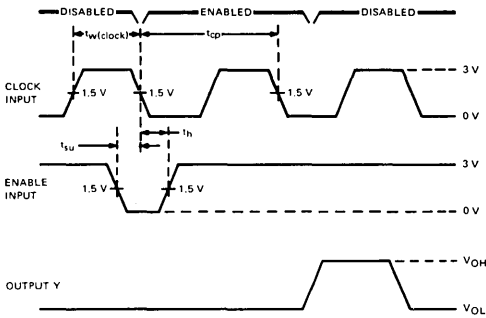 DISABLED ENABLED DISABLED
tw(clock) tcp
CLOCK INPUT
1.5 V 1.5 V 1.5 V
3 V
0 V
tsu th
ENABLE INPUT
1.5 V 1.5 V
3 V
0 V
OUTPUT Y
VOH
VOL